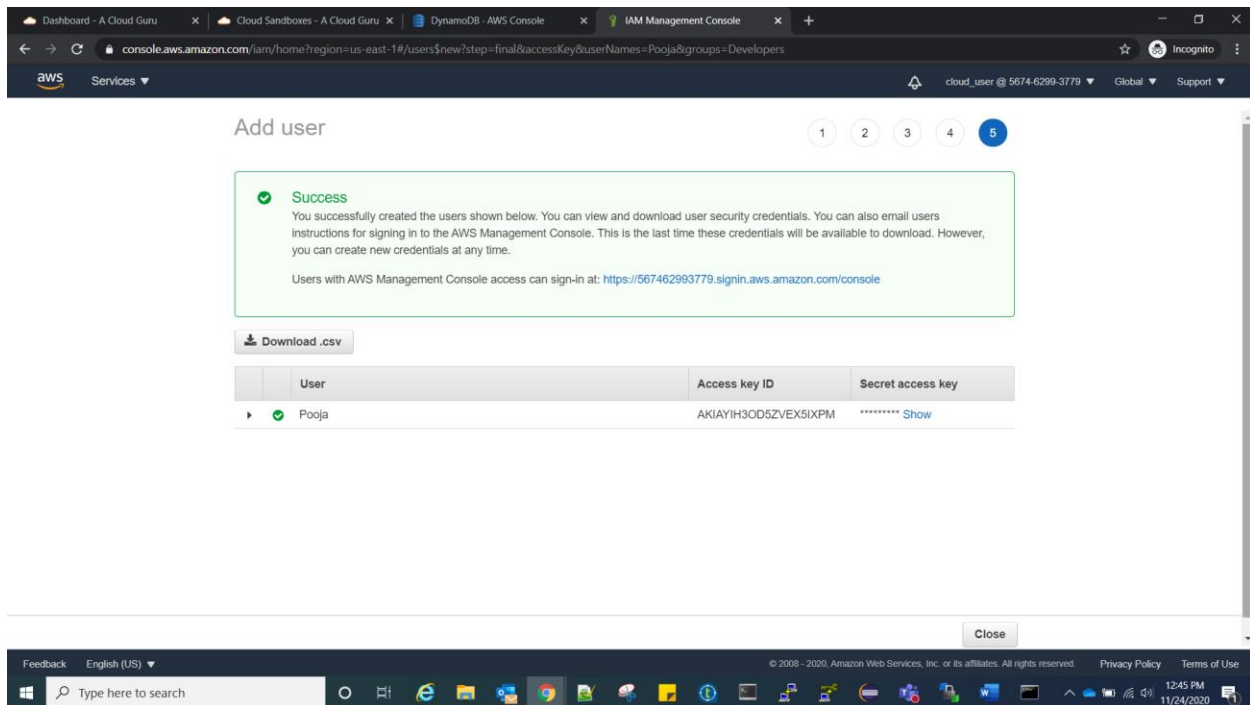 Dashboard - A Cloud Guru
Cloud Sandboxes - A Cloud Guru
DynamoDB - AWS Console
IAM Management Console
console.aws.amazon.com/iam/home?region=us-east-1#/users$new?step=final&accessKey&userNames=Pooja&groups=Developers
Incognito
aws Services
cloud_user @ 5674-6299-3779 Global Support
Add user
1 2 3 4 5
Success
You successfully created the users shown below. You can view and download user security credentials. You can also email users
instructions for signing in to the AWS Management Console. This is the last time these credentials will be available to download. However,
you can create new credentials at any time.
Users with AWS Management Console access can sign-in at: https://567462993779.signin.aws.amazon.com/console
Download .csv
User Access key ID Secret access key
Pooja AKIAYIH3OD5ZVEX5IXPM ********* Show
Close
Feedback English (US) © 2008 - 2020, Amazon Web Services, Inc. or its affiliates. All rights reserved. Privacy Policy Terms of Use
Type here to search
12:45 PM
11/24/2020